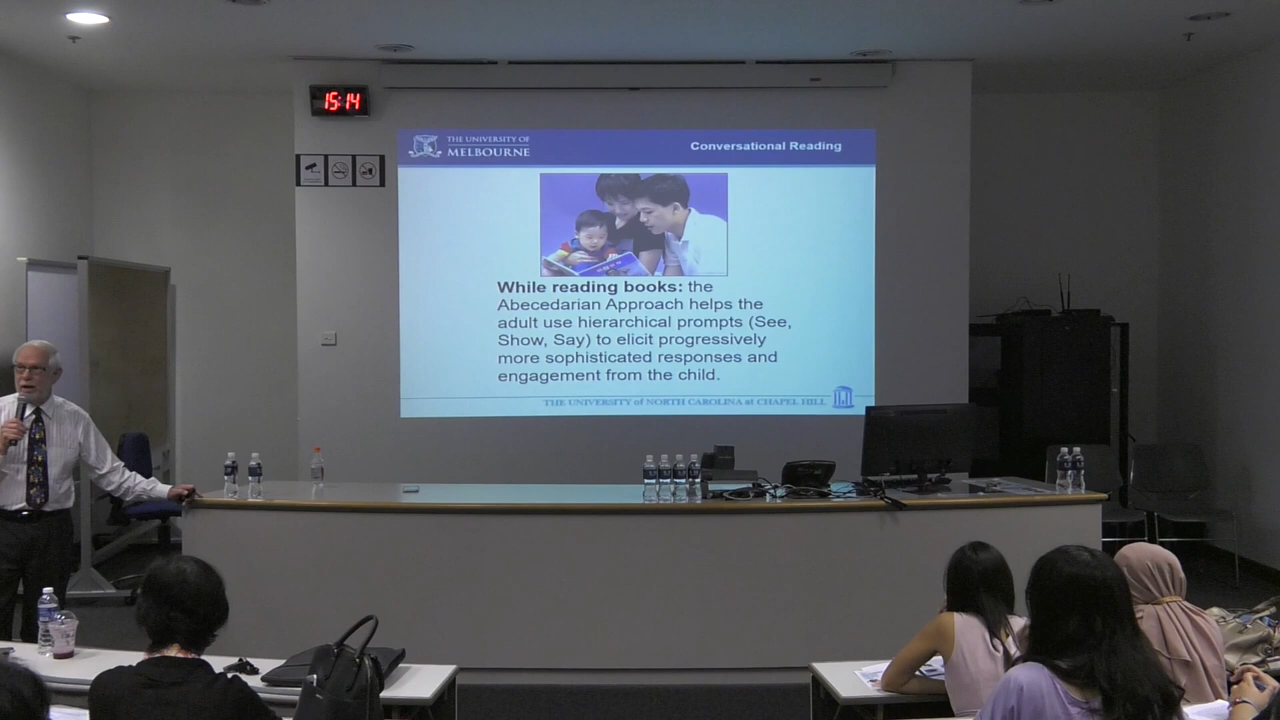 15:14
THE UNIVERSITY OF
MELBOURNE
Conversational Reading
While reading books: the
Abecedarian Approach helps the
adult use hierarchical prompts (See,
Show, Say) to elicit progressively
more sophisticated responses and
engagement from the child.
THE UNIVERSITY of NORTH CAROLINA at CHAPEL HILL